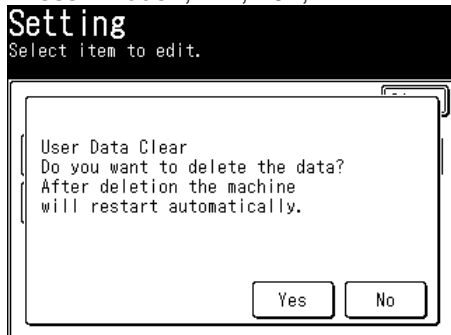 Setting
Select item to edit.
User Data Clear
Do you want to delete the data?
After deletion the machine
will restart automatically.
Yes
No